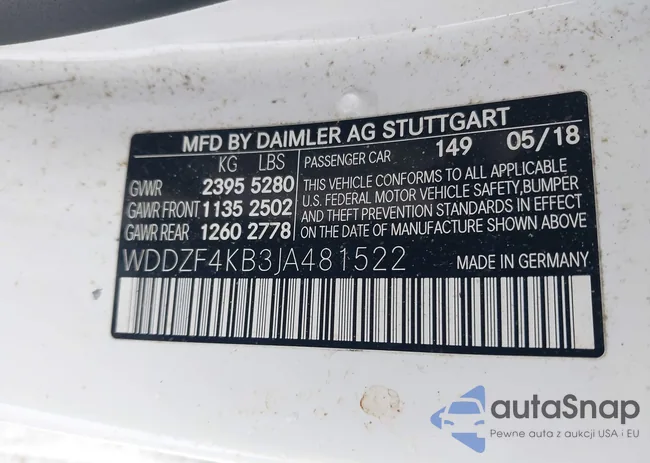 MFD BY DAIMLER AG STUTTGART
KG LBS PASSENGER CAR 149 05/18
GVWR 2395 5280
GAWR FRONT 1135 2502
GAWR REAR 1260 2778
THIS VEHICLE CONFORMS TO ALL APPLICABLE
U.S. FEDERAL MOTOR VEHICLE SAFETY,BUMPER
AND THEFT PREVENTION STANDARDS IN EFFECT
ON THE DATE OF MANUFACTURE SHOWN ABOVE.
WDDZF4KB3JA481522 MADE IN GERMANY
autaSnap
Pewne auta z aukcji USA i EU